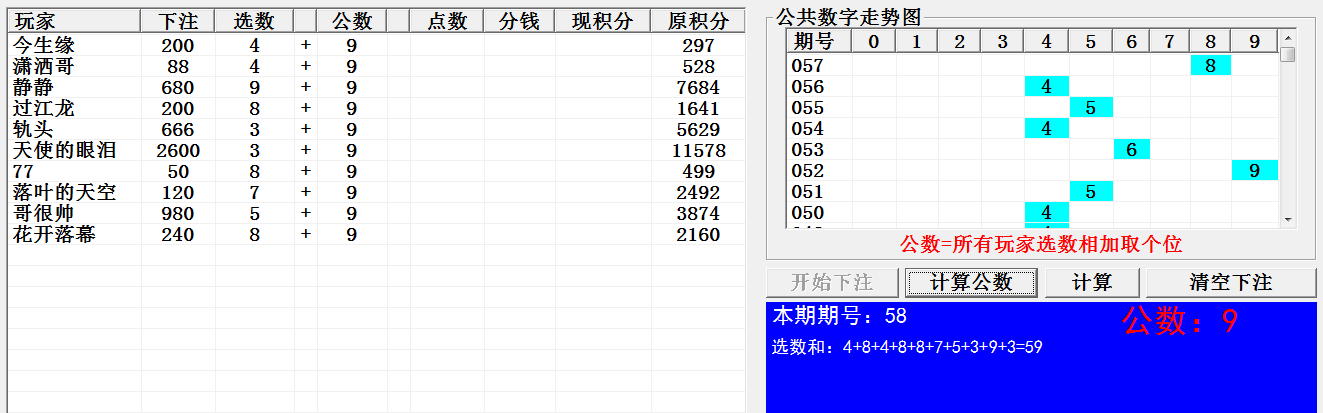 玩家 下注 选数 公数 点数 分钱 现积分 原积分
今生缘 200 4 + 9 297
潇洒哥 88 4 + 9 528
静静 680 9 + 9 7684
过江龙 200 8 + 9 1641
轨头 666 3 + 9 5629
天使的眼泪 2600 3 + 9 11578
77 50 8 + 9 499
落叶的天空 120 7 + 9 2492
哥很帅 980 5 + 9 3874
花开落幕 240 8 + 9 2160
公共数字走势图
期号 0 1 2 3 4 5 6 7 8 9
057 8
056 4
055 5
054 4
053 6
052 9
051 5
050 4
公数=所有玩家选数相加取个位
开始下注 计算公数 计算 清空下注
本期期号：58 公数：9
选数和：4+8+4+8+8+7+5+3+9+3=59